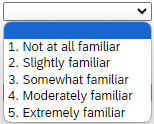 1. Not at all familiar
2. Slightly familiar
3. Somewhat familiar
4. Moderately familiar
5. Extremely familiar